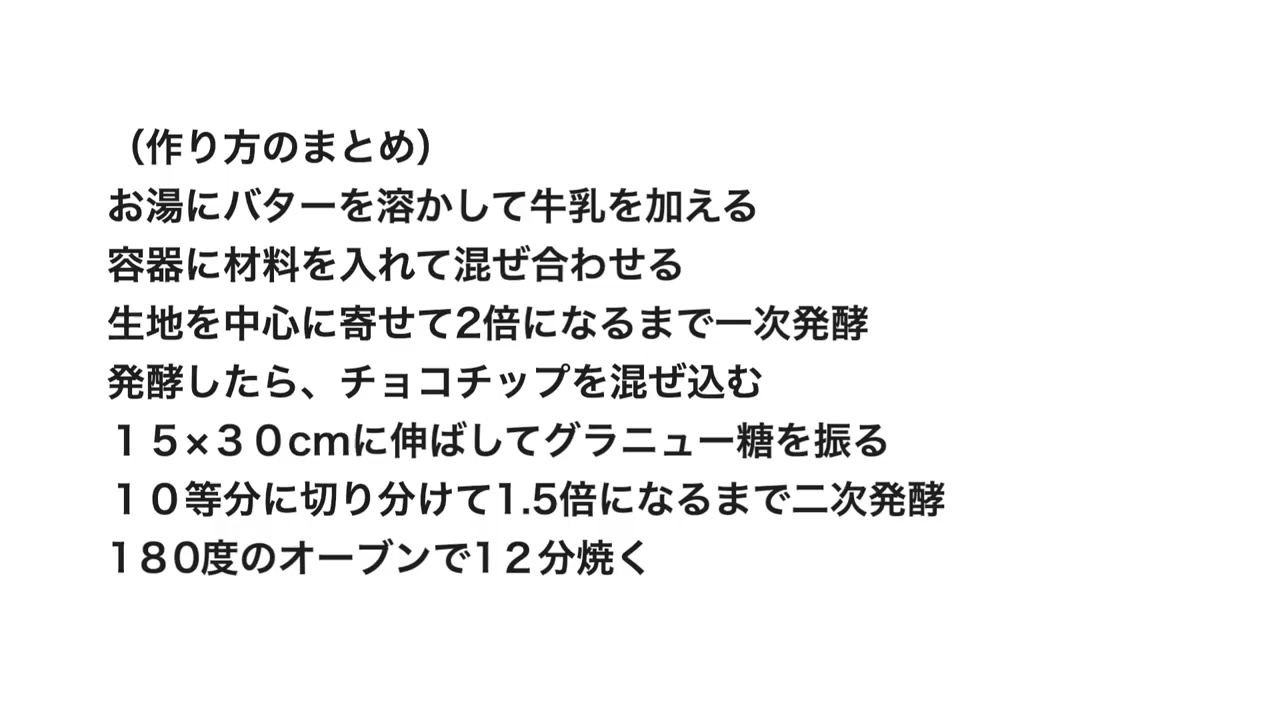 （作り方のまとめ）
お湯にバターを溶かして牛乳を加える
容器に材料を入れて混ぜ合わせる
生地を中心に寄せて2倍になるまで一次発酵
発酵したら、チョコチップを混ぜ込む
１５×３０cmに伸ばしてグラニュー糖を振る
１０等分に切り分けて1.5倍になるまで二次発酵
1８0度のオーブンで1２分焼く